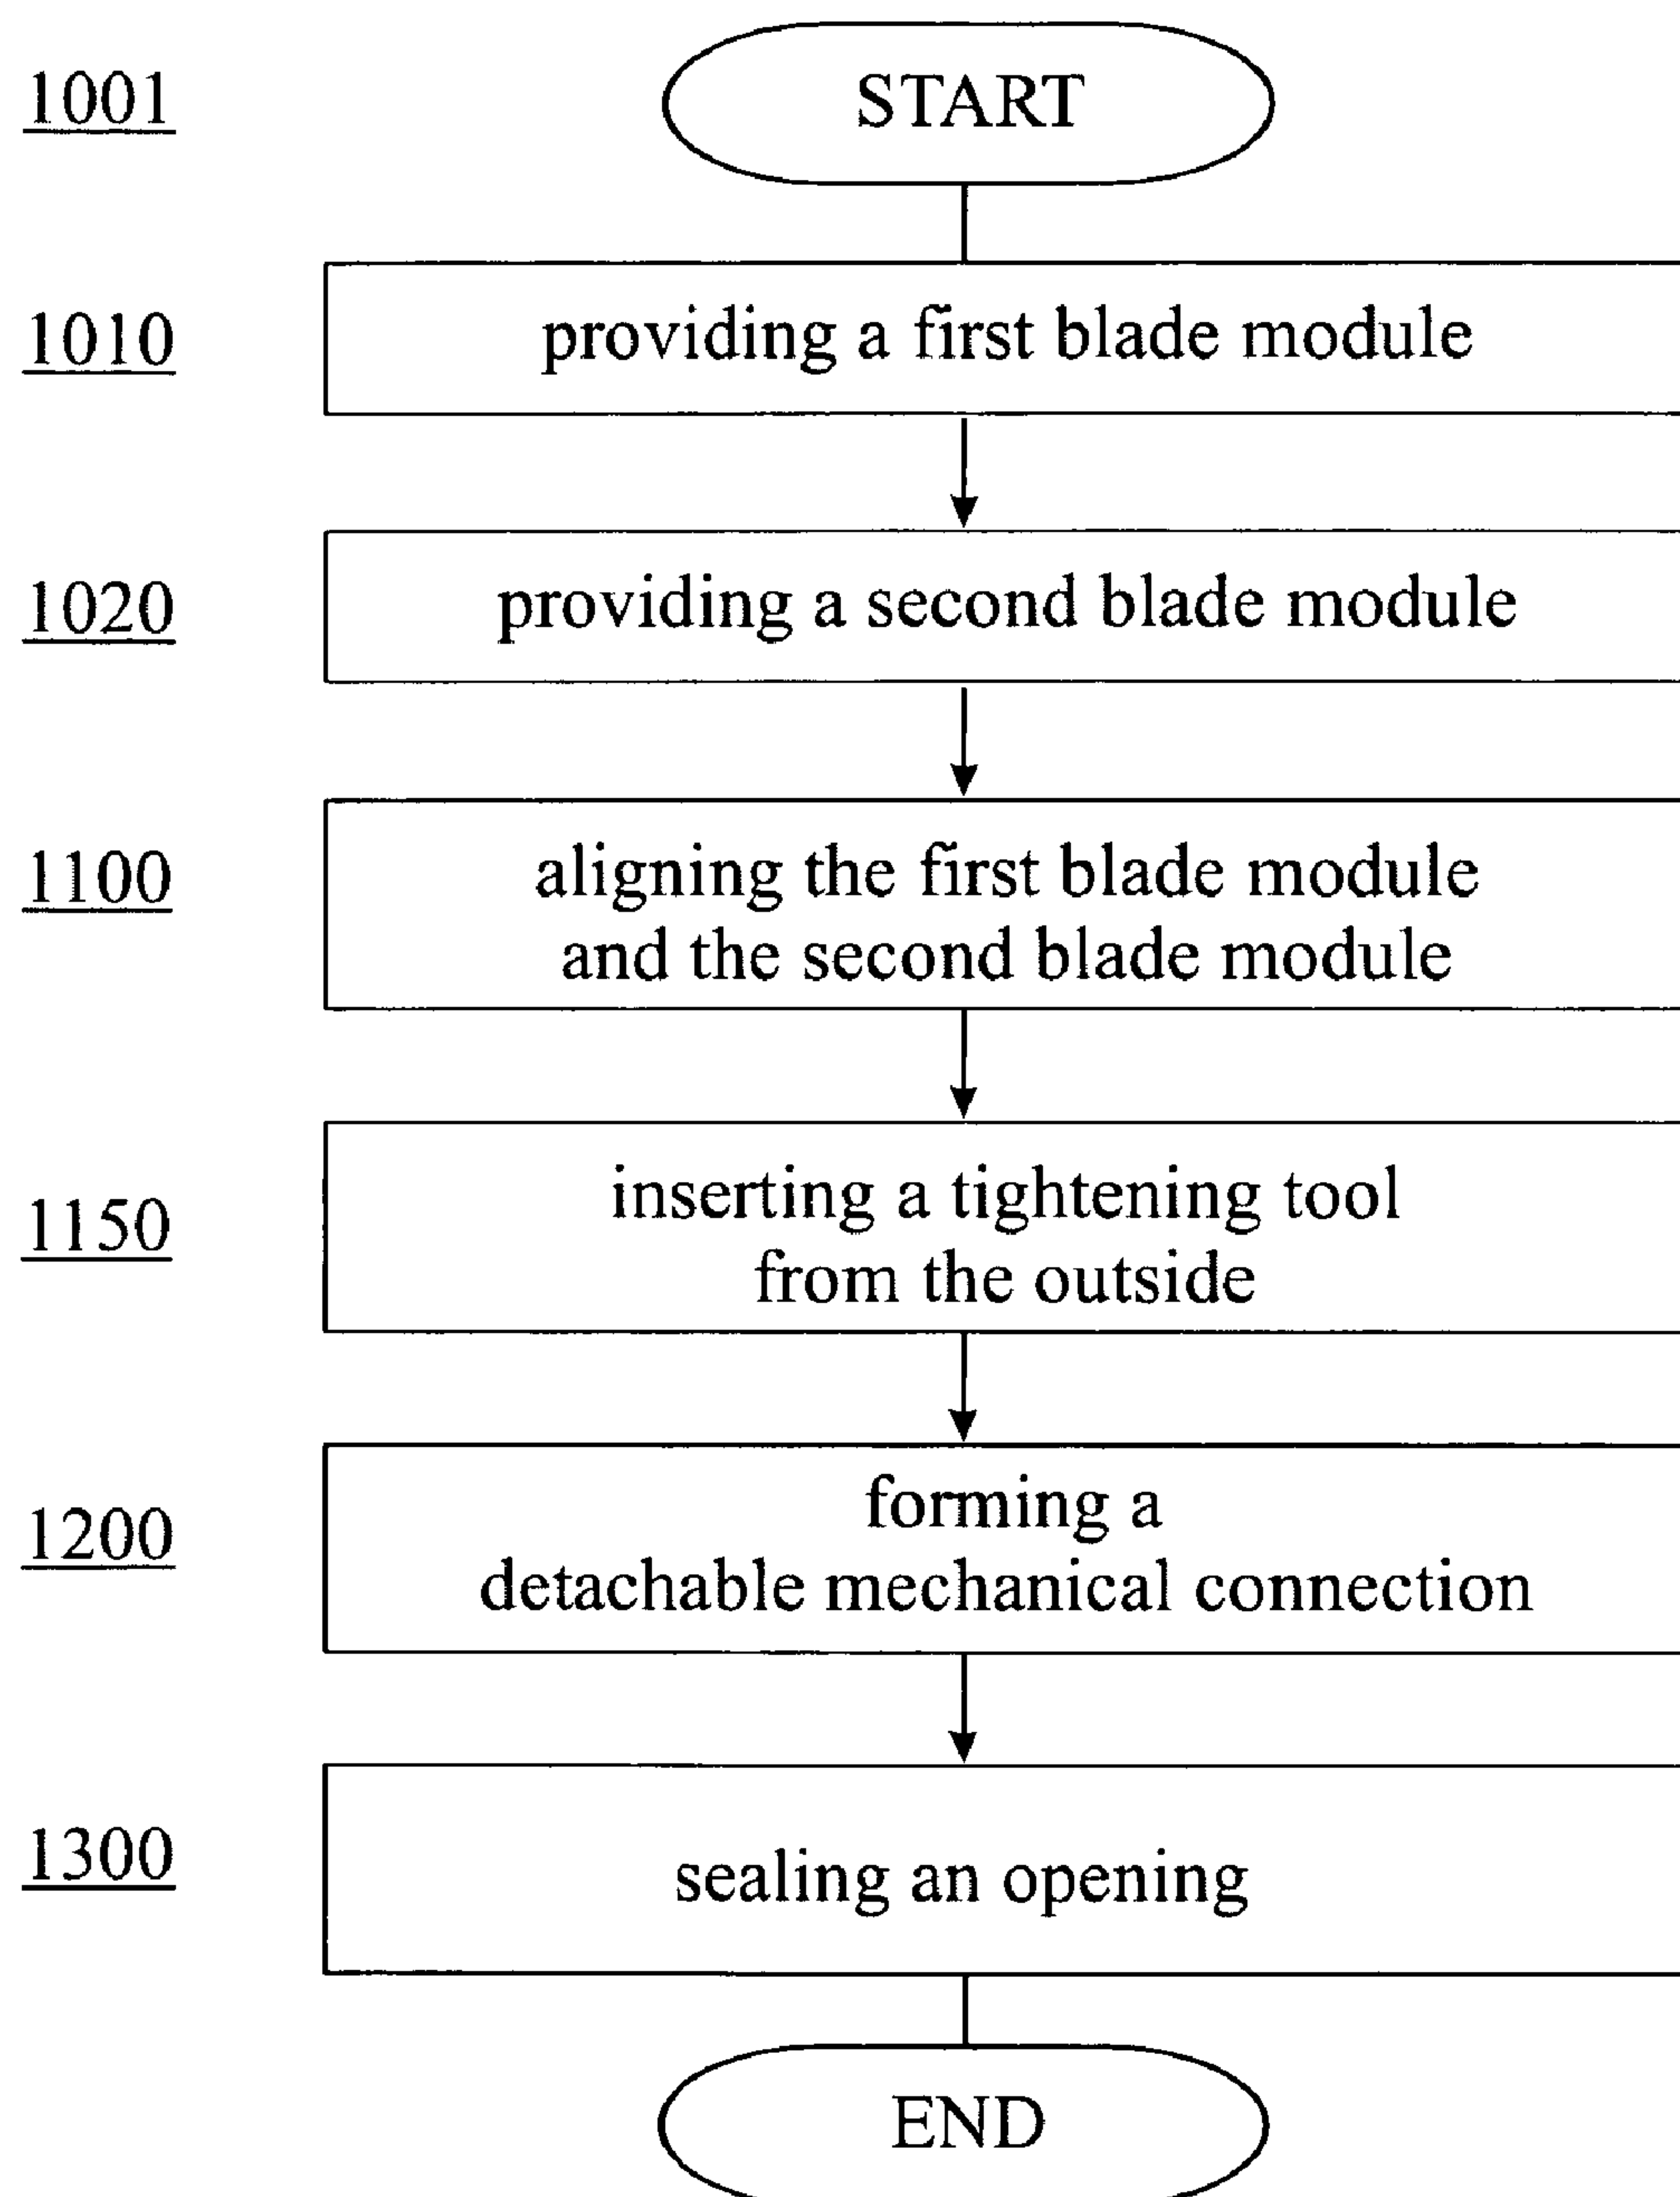 1001
START
1010
providing a first blade module
1020
providing a second blade module
1100
aligning the first blade module
and the second blade module
1150
inserting a tightening tool
from the outside
1200
forming a
detachable mechanical connection
1300
sealing an opening
END